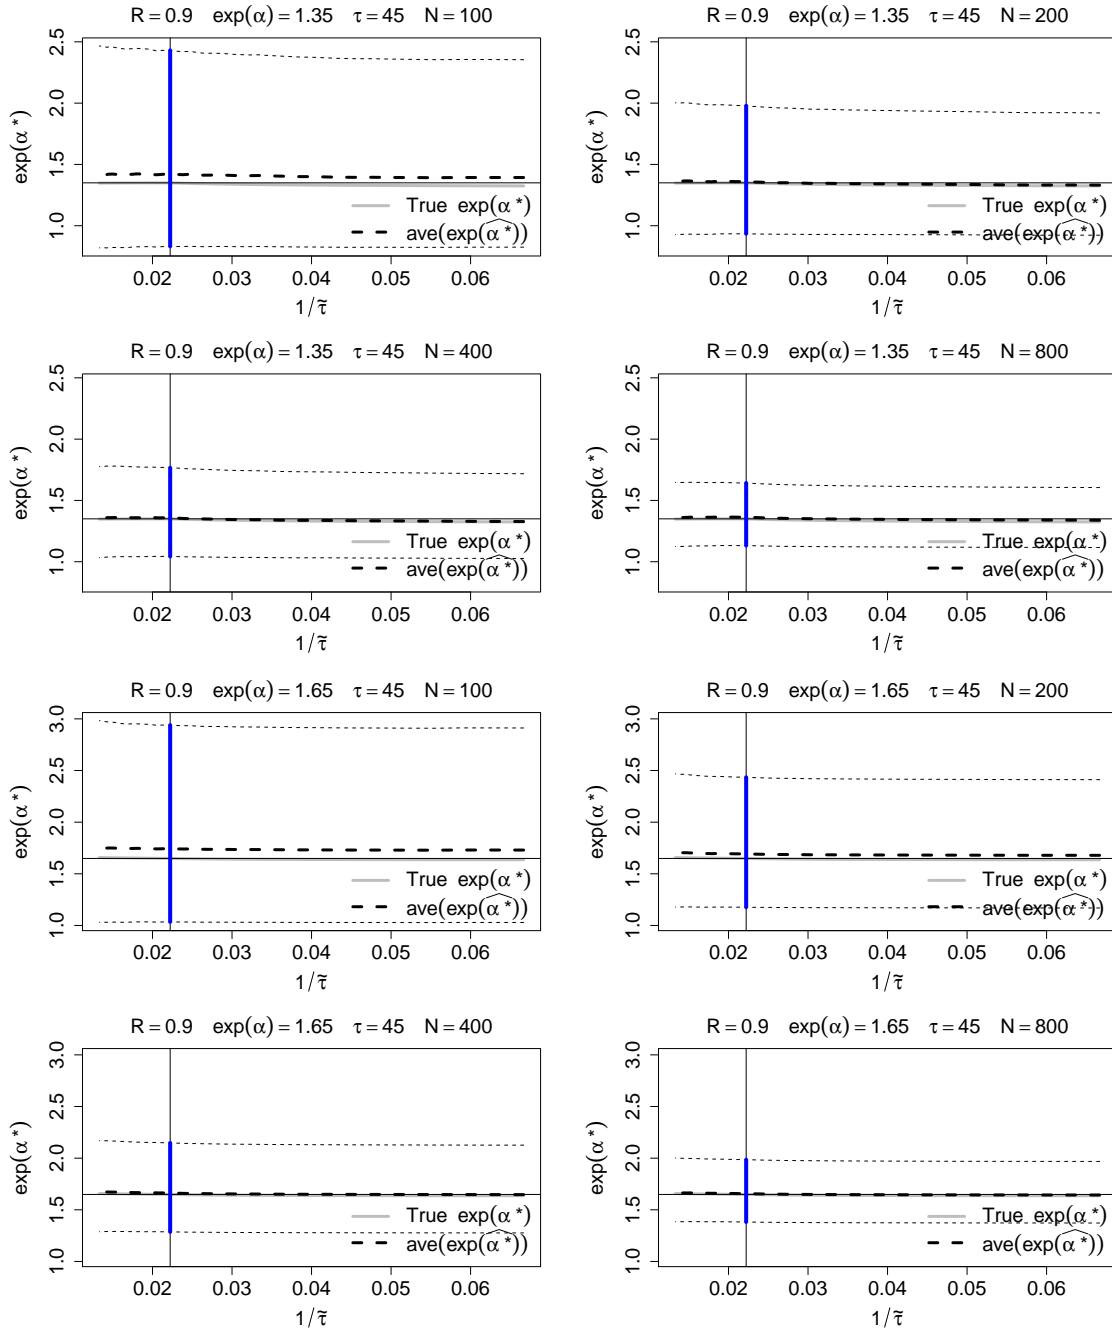 R = 0.9 exp(α) = 1.35 τ = 45 N = 100
2.5
2.0
1.5
1.0
exp(α*)
True exp(α*)
ave(exp(α̂*))
0.02 0.03 0.04 0.05 0.06
1/τ̃
R = 0.9 exp(α) = 1.35 τ = 45 N = 200
2.5
2.0
1.5
1.0
exp(α*)
True exp(α*)
ave(exp(α̂*))
0.02 0.03 0.04 0.05 0.06
1/τ̃
R = 0.9 exp(α) = 1.35 τ = 45 N = 400
2.5
2.0
1.5
1.0
exp(α*)
True exp(α*)
ave(exp(α̂*))
0.02 0.03 0.04 0.05 0.06
1/τ̃
R = 0.9 exp(α) = 1.35 τ = 45 N = 800
2.5
2.0
1.5
1.0
exp(α*)
True exp(α*)
ave(exp(α̂*))
0.02 0.03 0.04 0.05 0.06
1/τ̃
R = 0.9 exp(α) = 1.65 τ = 45 N = 100
3.0
2.5
2.0
1.5
1.0
exp(α*)
True exp(α*)
ave(exp(α̂*))
0.02 0.03 0.04 0.05 0.06
1/τ̃
R = 0.9 exp(α) = 1.65 τ = 45 N = 200
3.0
2.5
2.0
1.5
1.0
exp(α*)
True exp(α*)
ave(exp(α̂*))
0.02 0.03 0.04 0.05 0.06
1/τ̃
R = 0.9 exp(α) = 1.65 τ = 45 N = 400
3.0
2.5
2.0
1.5
1.0
exp(α*)
True exp(α*)
ave(exp(α̂*))
0.02 0.03 0.04 0.05 0.06
1/τ̃
R = 0.9 exp(α) = 1.65 τ = 45 N = 800
3.0
2.5
2.0
1.5
1.0
exp(α*)
True exp(α*)
ave(exp(α̂*))
0.02 0.03 0.04 0.05 0.06
1/τ̃